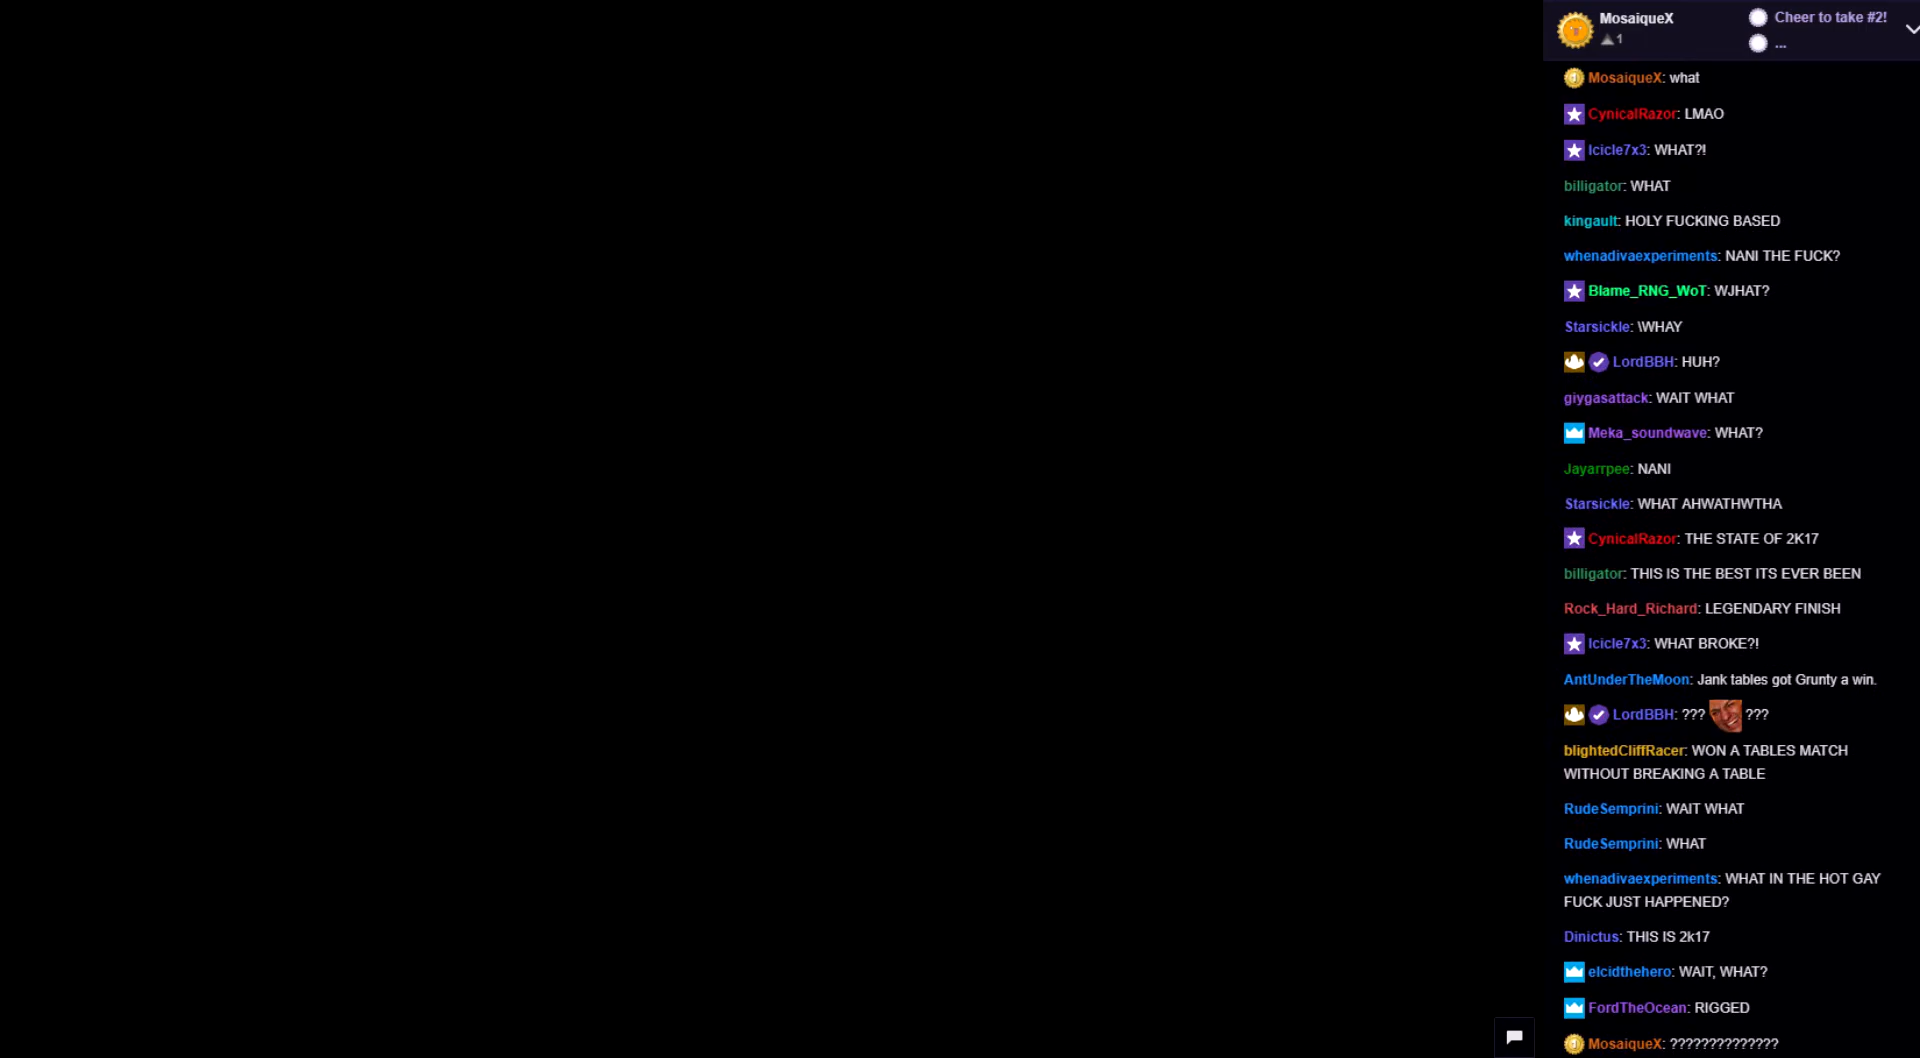 MosaiqueX
1
Cheer to take #2!
...
MosaiqueX: what
CynicalRazor: LMAO
Icicle7x3: WHAT?!
billigator: WHAT
kingault: HOLY FUCKING BASED
whenadivaexperiments: NANI THE FUCK?
Blame_RNG_WoT: WJHAT?
Starsickle: \WHAY
LordBBH: HUH?
giygasattack: WAIT WHAT
Meka_soundwave: WHAT?
Jayarrpee: NANI
Starsickle: WHAT AHWATHWTHA
CynicalRazor: THE STATE OF 2K17
billigator: THIS IS THE BEST ITS EVER BEEN
Rock_Hard_Richard: LEGENDARY FINISH
Icicle7x3: WHAT BROKE?!
AntUnderTheMoon: Jank tables got Grunty a win.
LordBBH: ??? ???
blightedCliffRacer: WON A TABLES MATCH
WITHOUT BREAKING A TABLE
RudeSemprini: WAIT WHAT
RudeSemprini: WHAT
whenadivaexperiments: WHAT IN THE HOT GAY
FUCK JUST HAPPENED?
Dinictus: THIS IS 2k17
elcidthehero: WAIT, WHAT?
FordTheOcean: RIGGED
MosaiqueX: ??????????????